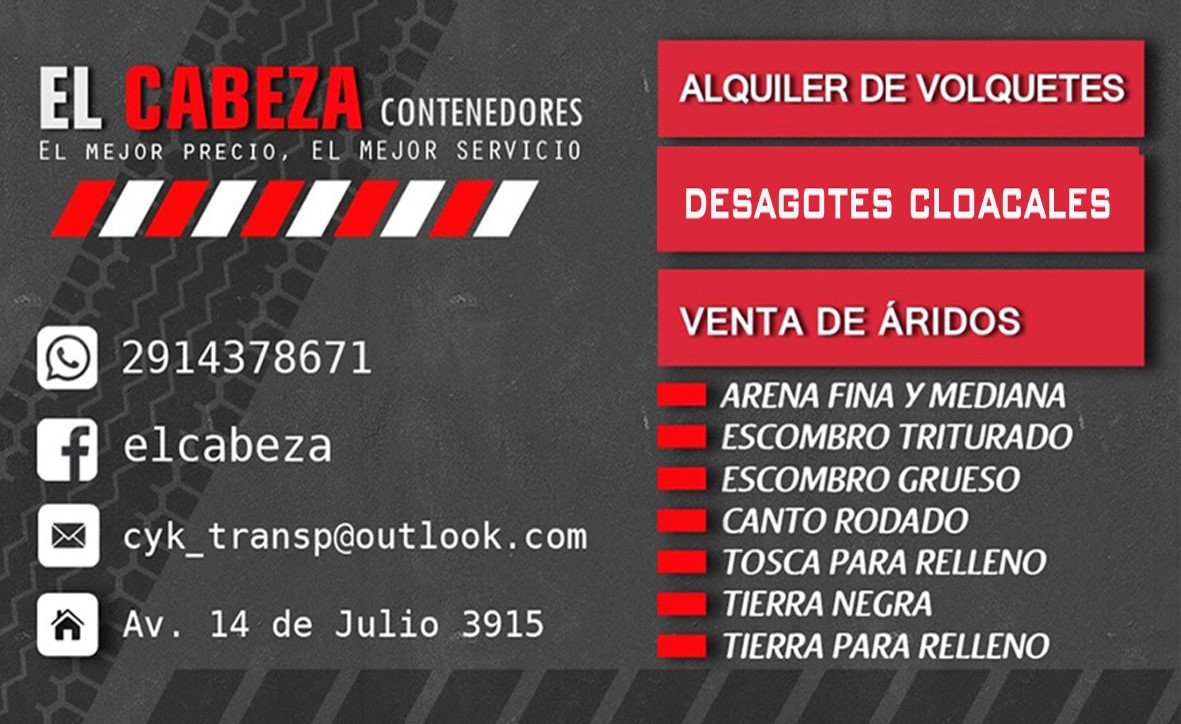 EL CABEZA CONTENEDORES
EL MEJOR PRECIO, EL MEJOR SERVICIO
2914378671
elcabeza
cyk_transp@outlook.com
Av. 14 de Julio 3915
ALQUILER DE VOLQUETES
DESAGOTES CLOACALES
VENTA DE ÁRIDOS
ARENA FINA Y MEDIANA
ESCOMBRO TRITURADO
ESCOMBRO GRUESO
CANTO RODADO
TOSCA PARA RELLENO
TIERRA NEGRA
TIERRA PARA RELLENO